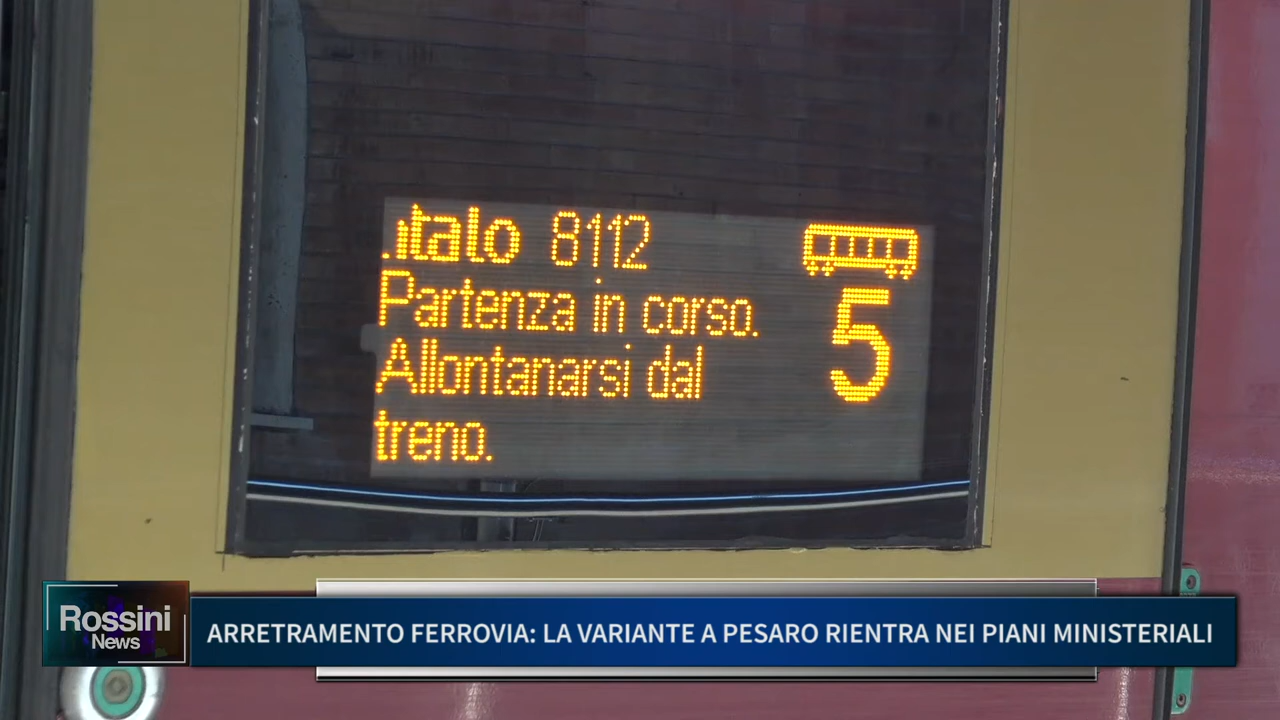 .italo 8112
Partenza in corso.
Allontanarsi dal
treno.
5
Rossini
News
ARRETRAMENTO FERROVIA: LA VARIANTE A PESARO RIENTRA NEI PIANI MINISTERIALI